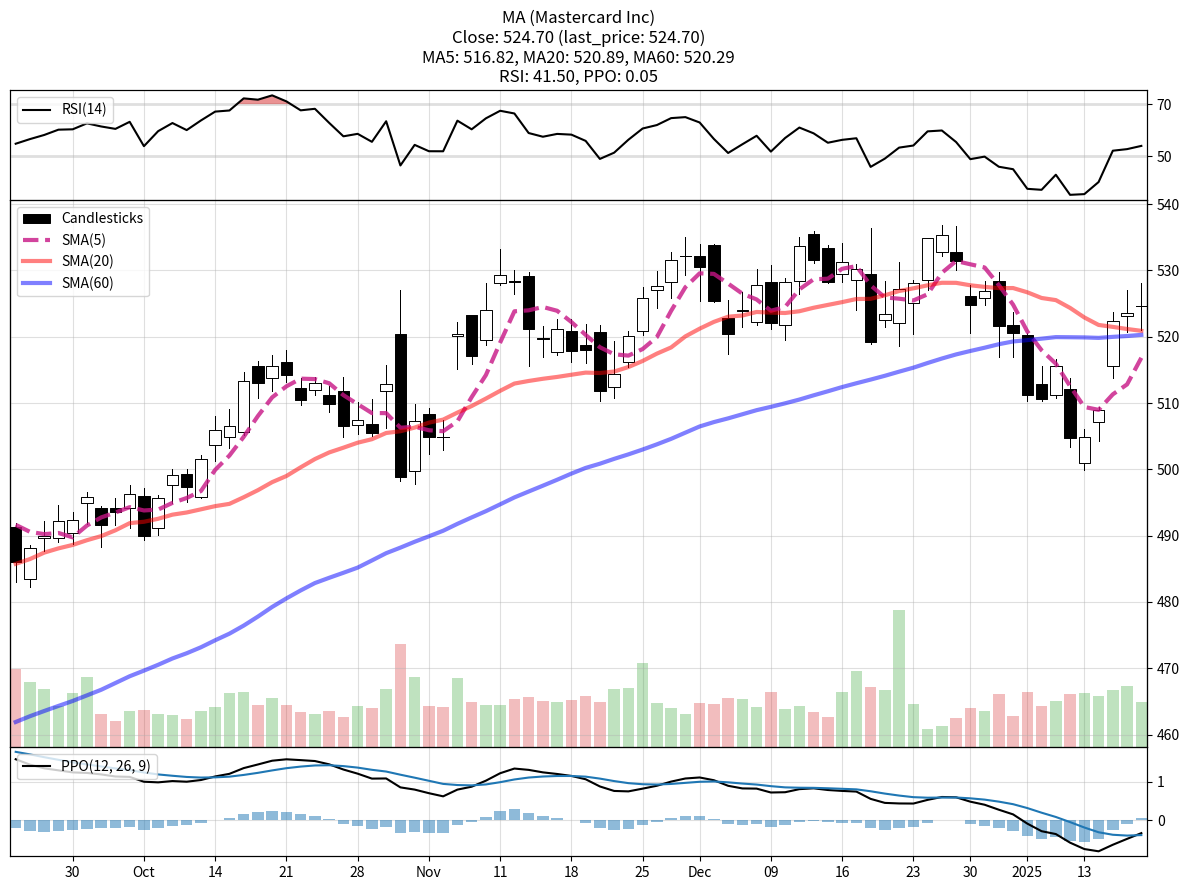 MA (Mastercard Inc)
Close: 524.70 (last_price: 524.70)
MA5: 516.82, MA20: 520.89, MA60: 520.29
RSI: 41.50, PPO: 0.05
RSI(14)
70
50
Candlesticks
SMA(5)
SMA(20)
SMA(60)
540
530
520
510
500
490
480
470
460
PPO(12,26,9)
1
0
30 Oct 14 21 28 Nov 11 18 25 Dec 09 16 23 30 2025 13